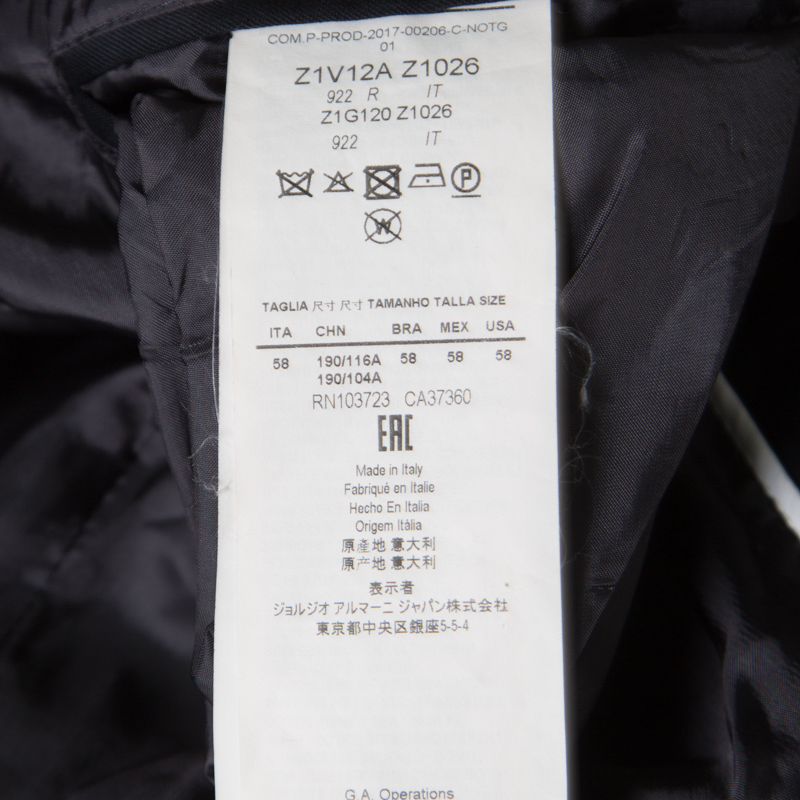 COM.P-PROD-2017-00206-C-NOTG
01
Z1V12A Z1026
922 R IT
Z1G120 Z1026
922 IT
P
W
TAGLIA 尺寸 尺寸 TAMANHO TALLA SIZE
ITA CHN BRA MEX USA
58 190/116A 58 58 58
190/104A
RN103723 CA37360
EAC
Made in Italy
Fabriqué en Italie
Hecho En Italia
Origem Itália
原產地 意大利
原产地 意大利
表示者
ジョルジオ アルマーニ ジャパン株式会社
東京都中央区銀座5-5-4
G.A. Operations